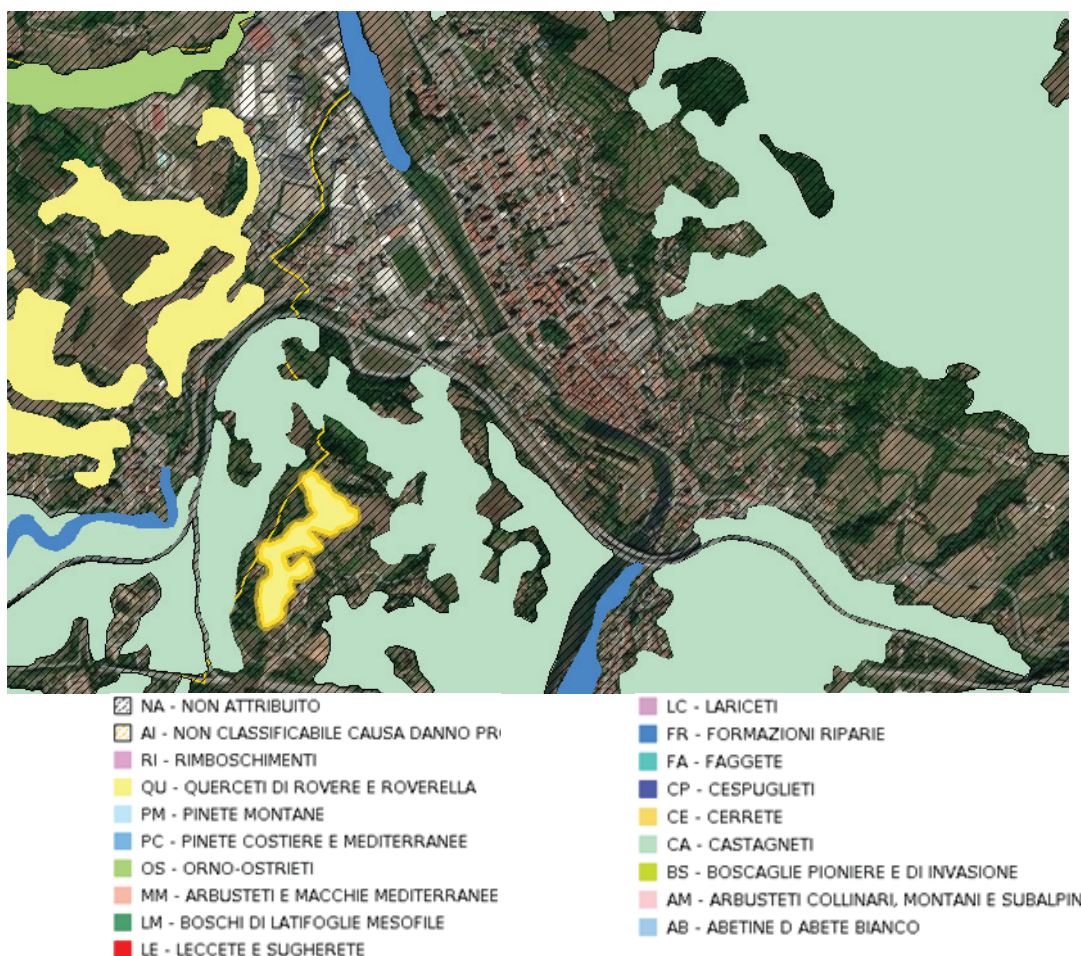 NA - NON ATTRIBUITO
AI - NON CLASSIFICABILE CAUSA DANNO PR
RI - RIMBOSCHIMENTI
QU - QUERCETI DI ROVERE E ROVERELLA
PM - PINETE MONTANE
PC - PINETE COSTIERE E MEDITERRANEE
OS - ORNO-OSTRIETI
MM - ARBUSTETI E MACCHIE MEDITERRANEE
LM - BOSCHI DI LATIFOGLIE MESOFILE
LE - LECCETE E SUGHERETE
LC - LARICETI
FR - FORMAZIONI RIPARIE
FA - FAGGETE
CP - CESPUGLIETI
CE - CERRETE
CA - CASTAGNETI
BS - BOSCAGLIE PIONIERE E DI INVASIONE
AM - ARBUSTETI COLLINARI, MONTANI E SUBALPIN
AB - ABETINE D ABETE BIANCO